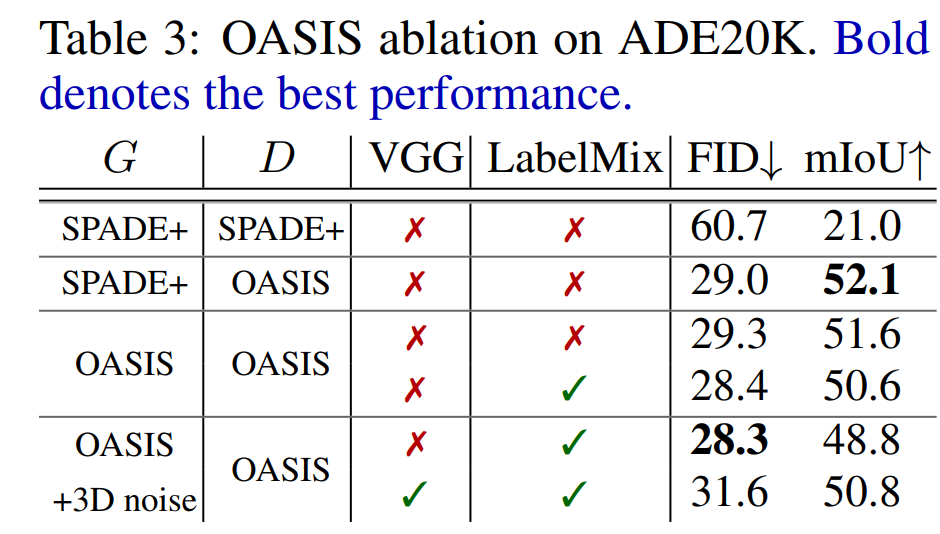 Table 3: OASIS ablation on ADE20K. Bold
denotes the best performance.
G D VGG LabelMix FID↓ mIoU↑
SPADE+ SPADE+ ✗ ✗ 60.7 21.0
SPADE+ OASIS ✗ ✗ 29.0 52.1
OASIS OASIS ✗ ✗ 29.3 51.6
✗ ✓ 28.4 50.6
OASIS +3D noise OASIS ✗ ✓ 28.3 48.8
✓ ✓ 31.6 50.8